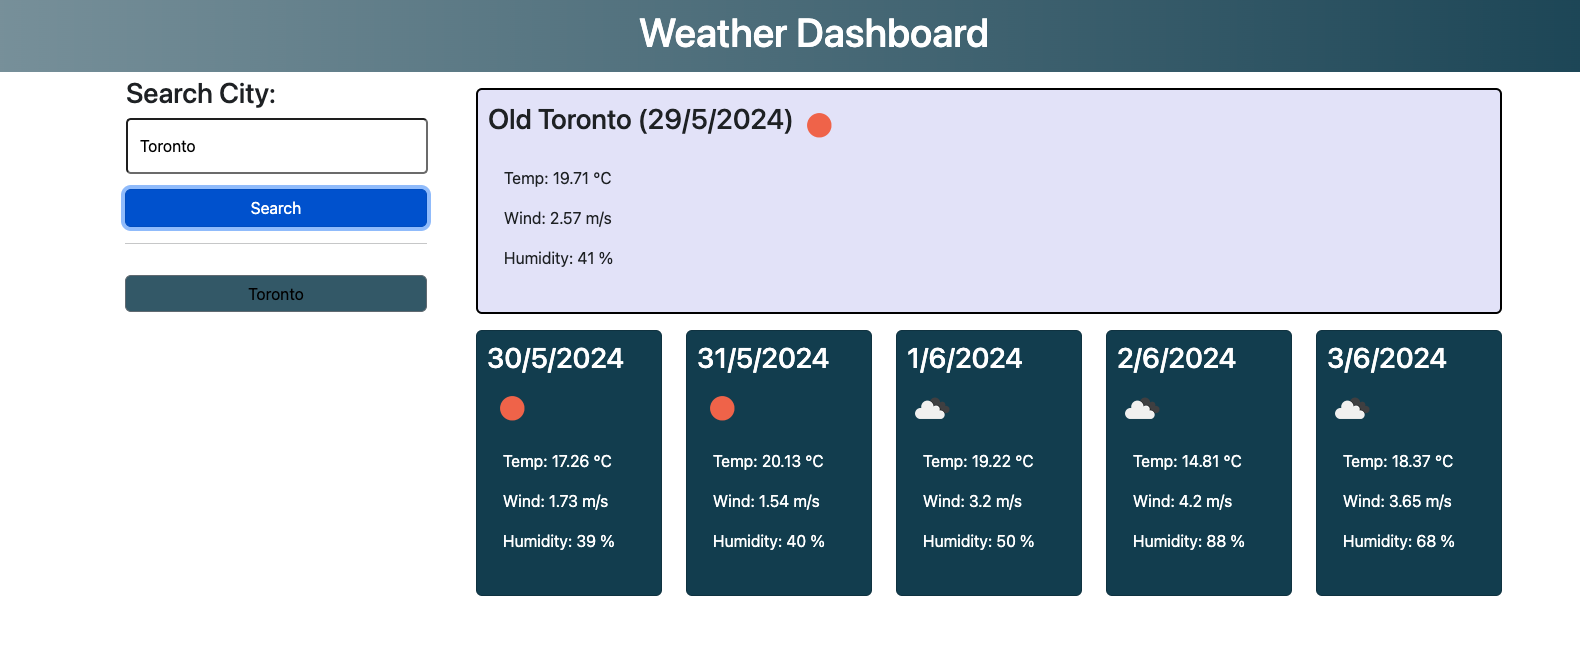 Weather Dashboard
Search City:
Toronto
Search
Toronto
Old Toronto (29/5/2024)
Temp: 19.71 °C
Wind: 2.57 m/s
Humidity: 41 %
30/5/2024
Temp: 17.26 °C
Wind: 1.73 m/s
Humidity: 39 %
31/5/2024
Temp: 20.13 °C
Wind: 1.54 m/s
Humidity: 40 %
1/6/2024
Temp: 19.22 °C
Wind: 3.2 m/s
Humidity: 50 %
2/6/2024
Temp: 14.81 °C
Wind: 4.2 m/s
Humidity: 88 %
3/6/2024
Temp: 18.37 °C
Wind: 3.65 m/s
Humidity: 68 %